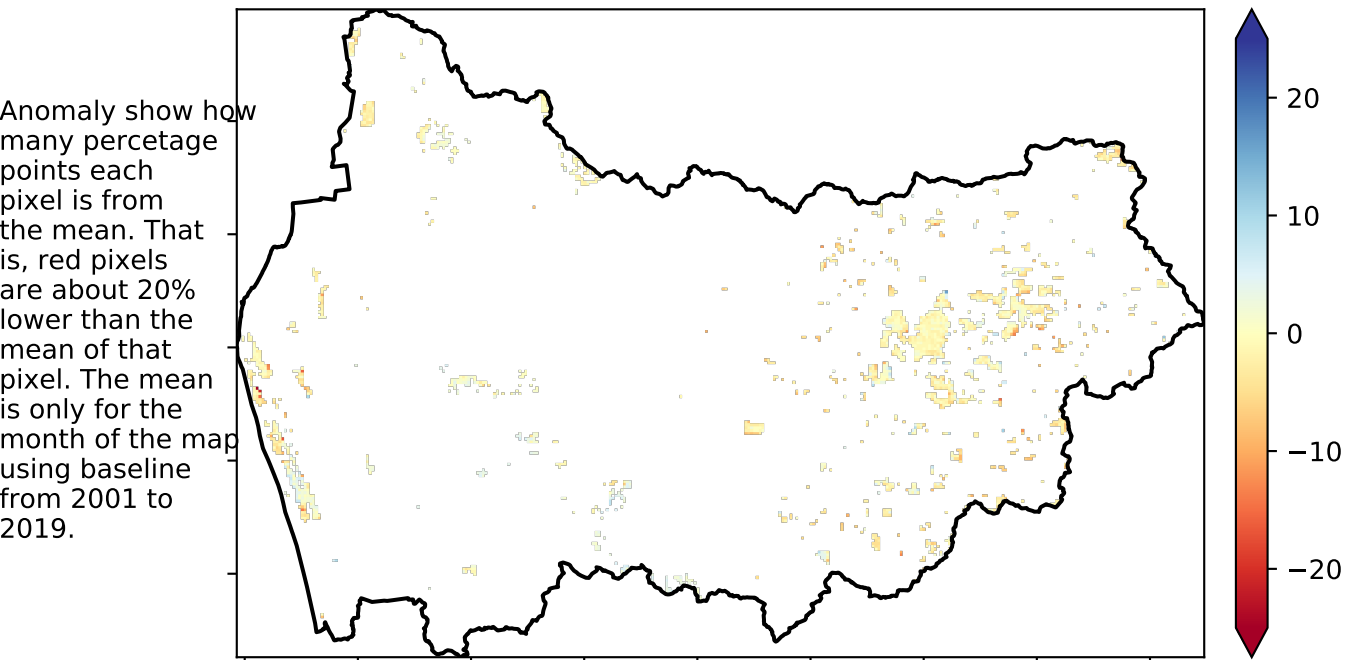 Anomaly show how
many percetage
points each
pixel is from
the mean. That
is, red pixels
are about 20%
lower than the
mean of that
pixel. The mean
is only for the
month of the map
using baseline
from 2001 to
2019.
20
10
0
−10
−20